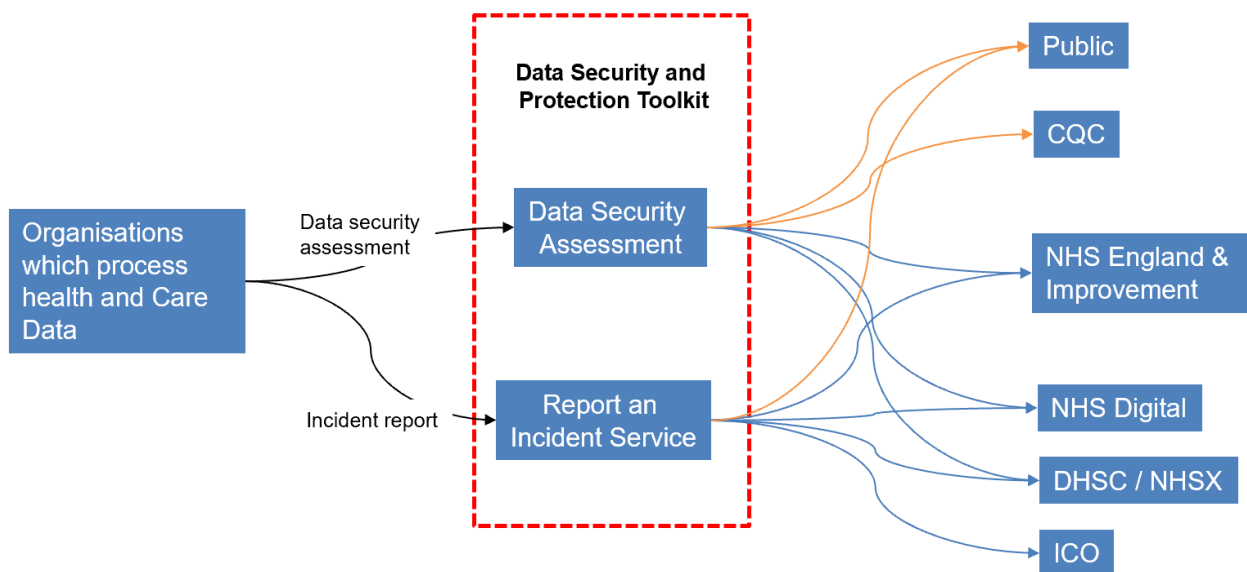 Organisations
which process
health and Care
Data
Data security
assessment
Incident report
Data Security and
Protection Toolkit
Data Security
Assessment
Report an
Incident Service
Public
CQC
NHS England &
Improvement
NHS Digital
DHSC / NHSX
ICO